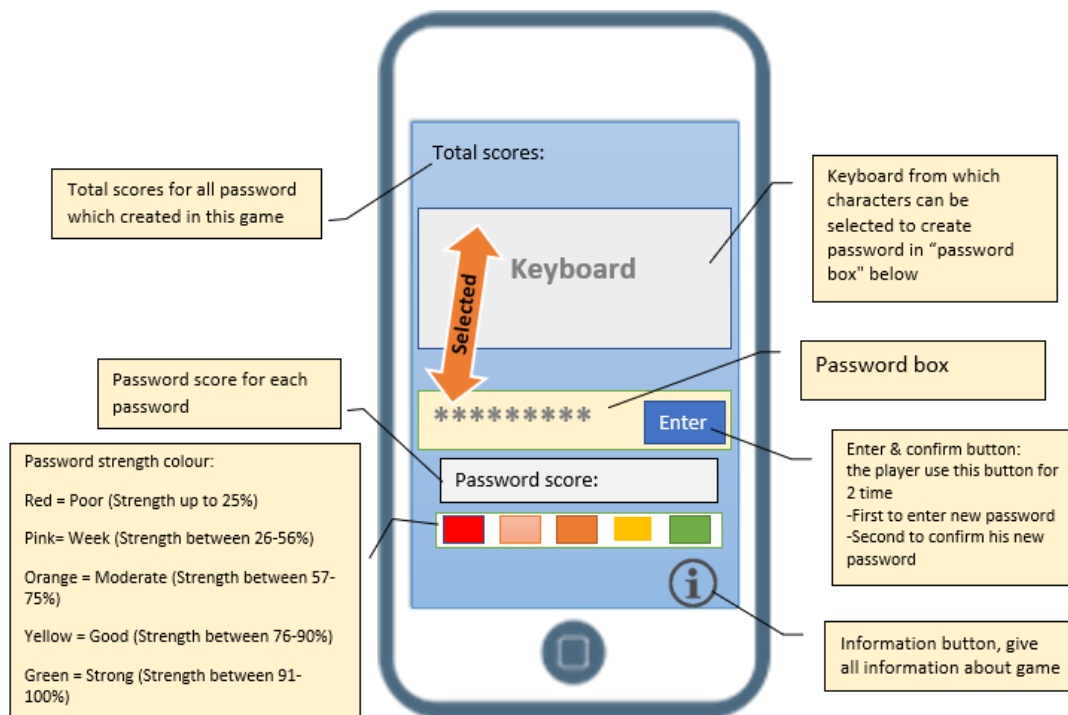 Total scores:
Total scores for all password
which created in this game
Keyboard from which
characters can be
selected to create
password in “password
box" below
Keyboard
Selected
Password box
Password score for each
password
*********
Enter
Enter & confirm button:
the player use this button for
2 time
-First to enter new password
-Second to confirm his new
password
Password score:
Password strength colour:
Red = Poor (Strength up to 25%)
Pink= Week (Strength between 26-56%)
Orange = Moderate (Strength between 57-
75%)
Yellow = Good (Strength between 76-90%)
Green = Strong (Strength between 91-
100%)
i
Information button, give
all information about game